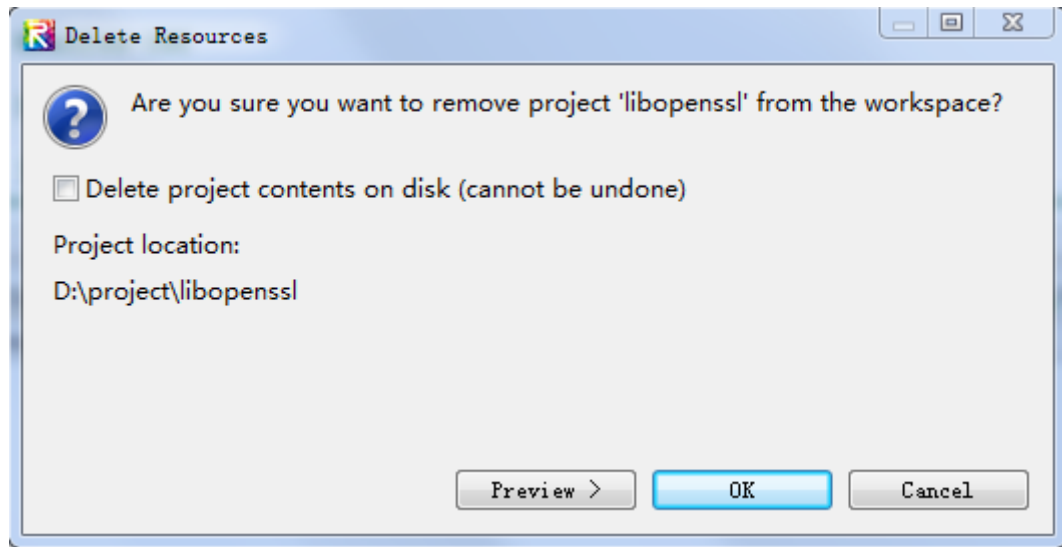 Delete Resources
Are you sure you want to remove project 'libopenssl' from the workspace?
Delete project contents on disk (cannot be undone)
Project location:
D:\project\libopenssl
Preview > OK Cancel